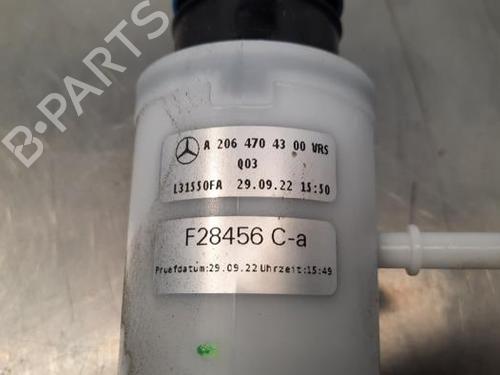 A 206 470 43 00 VRS
Q03
L31550FA 29.09.22 15:50
F28456 C-a
Pruefdatum:29.09.22 Uhrzeit:15:49